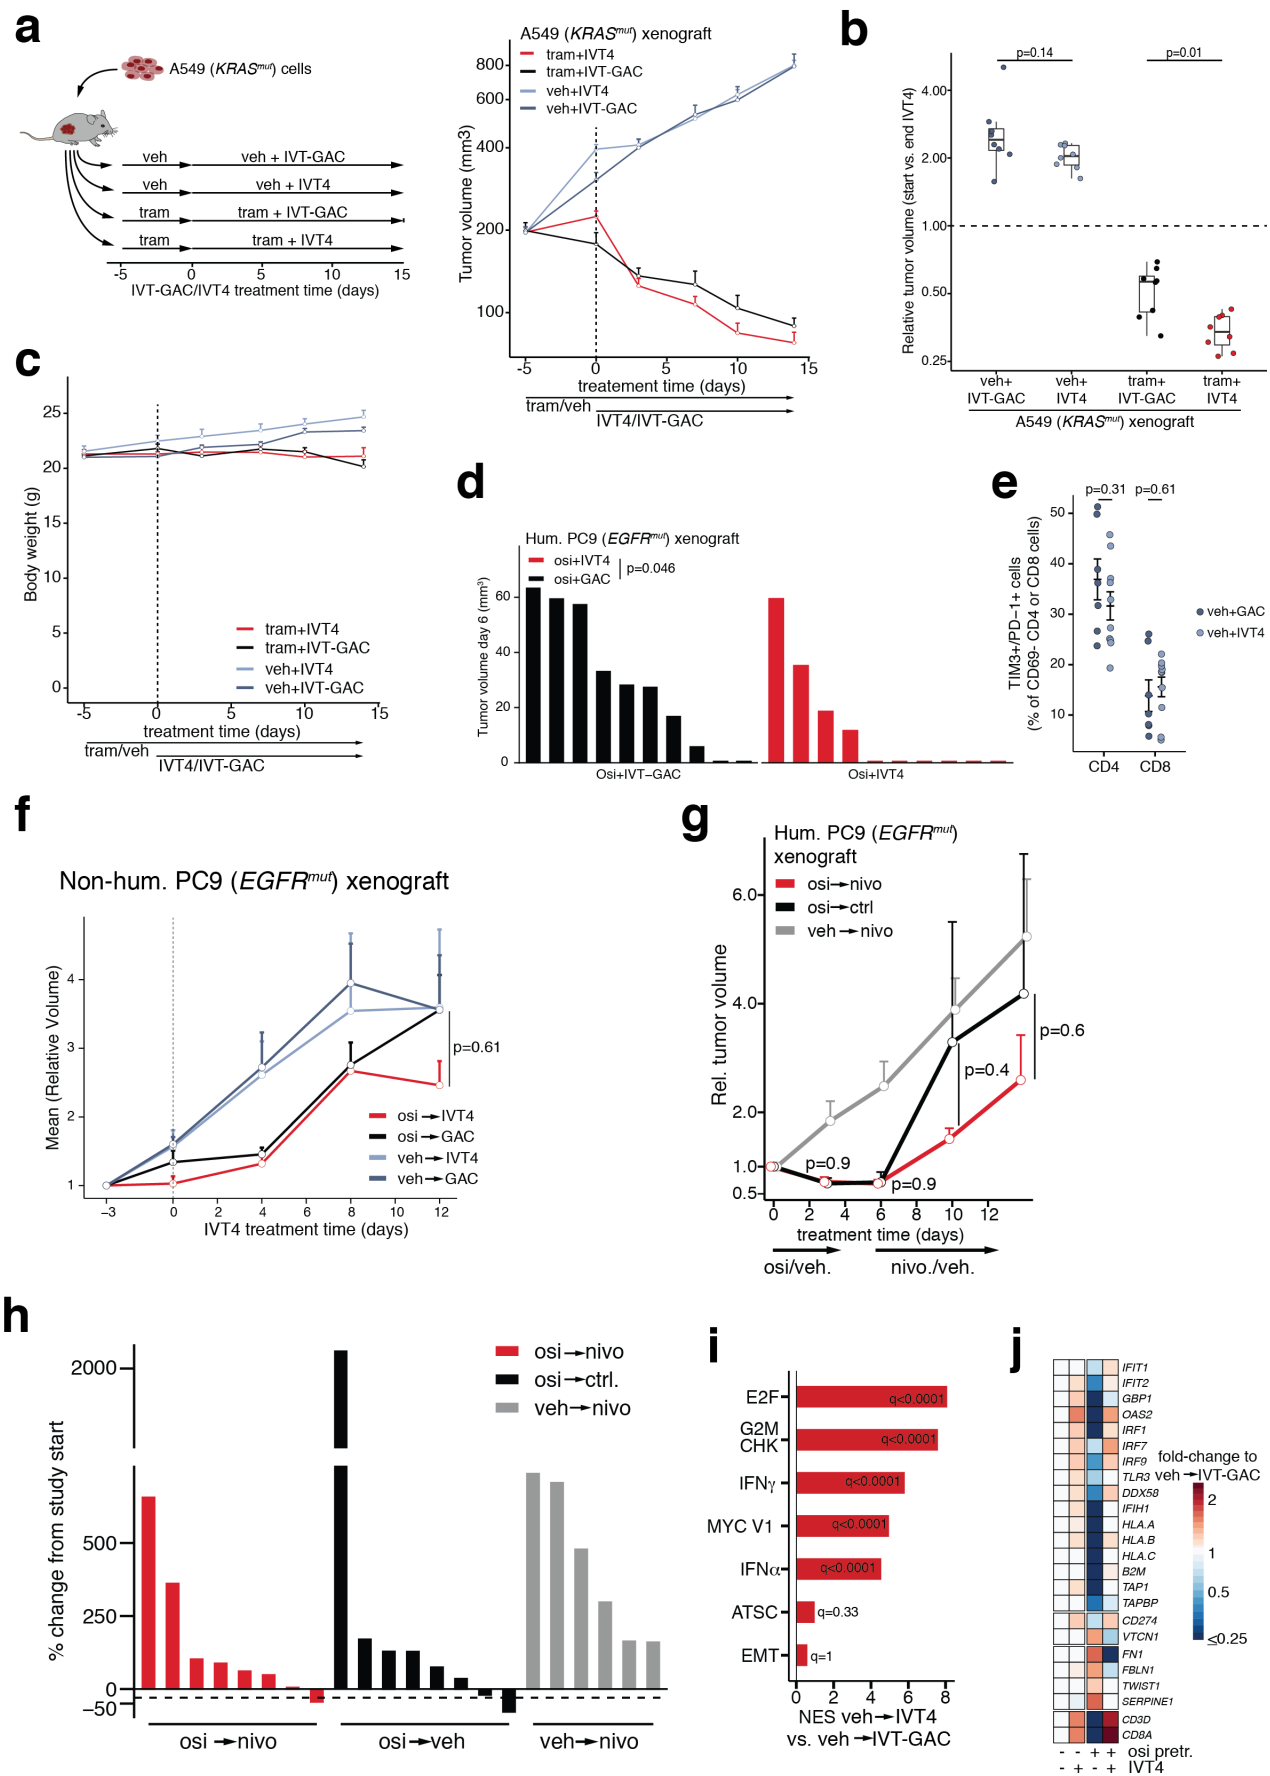 a
A549 (KRASmut) cells
veh
veh + IVT-GAC
veh
veh + IVT4
tram
tram + IVT-GAC
tram
tram + IVT4
-5 0 5 10 15
IVT-GAC/IVT4 treatment time (days)
A549 (KRASmut) xenograft
tram+IVT4
tram+IVT-GAC
veh+IVT4
veh+IVT-GAC
Tumor volume (mm3)
800
600
400
200
100
-5 0 5 10 15
treatement time (days)
tram/veh
IVT4/IVT-GAC
b
p=0.14
p=0.01
Relative tumor volume (start vs. end IVT4)
4.00
2.00
1.00
0.50
0.25
veh+ IVT-GAC
veh+ IVT4
tram+ IVT-GAC
tram+ IVT4
A549 (KRASmut) xenograft
c
Body weight (g)
25
20
15
10
5
0
tram+IVT4
tram+IVT-GAC
veh+IVT4
veh+IVT-GAC
-5 0 5 10 15
treatment time (days)
tram/veh
IVT4/IVT-GAC
d
Hum. PC9 (EGFRmut) xenograft
osi+IVT4
osi+GAC
p=0.046
Tumor volume day 6 (mm3)
60
40
20
0
Osi+IVT−GAC
Osi+IVT4
e
p=0.31
p=0.61
TIM3+/PD-1+ cells
(% of CD69- CD4 or CD8 cells)
50
40
30
20
10
CD4
CD8
veh+GAC
veh+IVT4
f
Non-hum. PC9 (EGFRmut) xenograft
Mean (Relative Volume)
4
3
2
1
p=0.61
osi→IVT4
osi→GAC
veh→IVT4
veh→GAC
−3 0 2 4 6 8 10 12
IVT4 treatment time (days)
g
Hum. PC9 (EGFRmut)
xenograft
osi→nivo
osi→ctrl
veh→nivo
Rel. tumor volume
6.0
4.0
2.0
1.0
0.5
p=0.9
p=0.9
p=0.4
p=0.6
0 2 4 6 8 10 12
treatment time (days)
osi/veh.
nivo./veh.
h
% change from study start
2000
500
250
0
−50
osi→nivo
osi→ctrl.
veh→nivo
osi→nivo
osi→veh
veh→nivo
i
E2F
q<0.0001
G2M
CHK
q<0.0001
IFNγ
q<0.0001
MYC V1
q<0.0001
IFNα
q<0.0001
ATSC
q=0.33
EMT
q=1
0 2 4 6 8
NES veh→IVT4
vs. veh→IVT-GAC
j
IFIT1
IFIT2
GBP1
OAS2
IRF1
IRF7
IRF9
TLR3
DDX58
IFIH1
HLA.A
HLA.B
HLA.C
B2M
TAP1
TAPBP
CD274
VTCN1
FN1
FBLN1
TWIST1
SERPINE1
CD3D
CD8A
fold-change to
veh→IVT-GAC
2
1
0.5
≤0.25
- - + + osi pretr.
- + - + IVT4